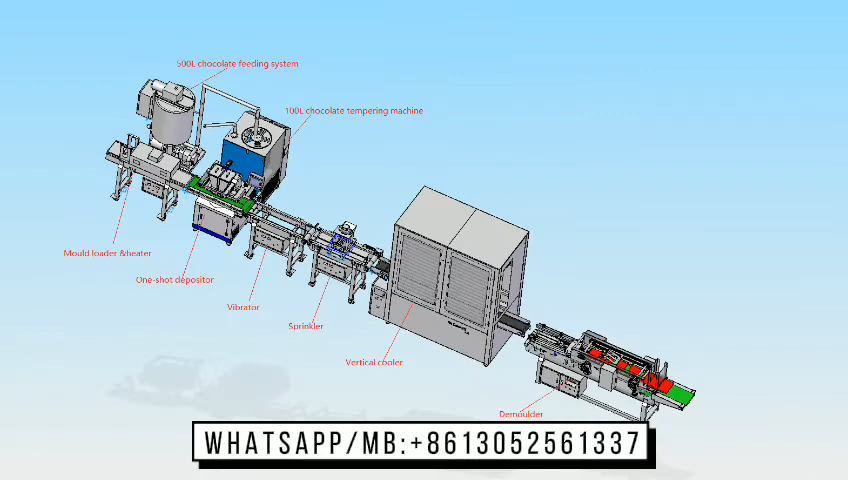 500L chocolate feeding system
100L chocolate tempering machine
Mould loader &heater
One-shot depositor
Vibrator
Sprinkler
Vertical cooler
Demoulder
WHATSAPP/MB:+8613052561337